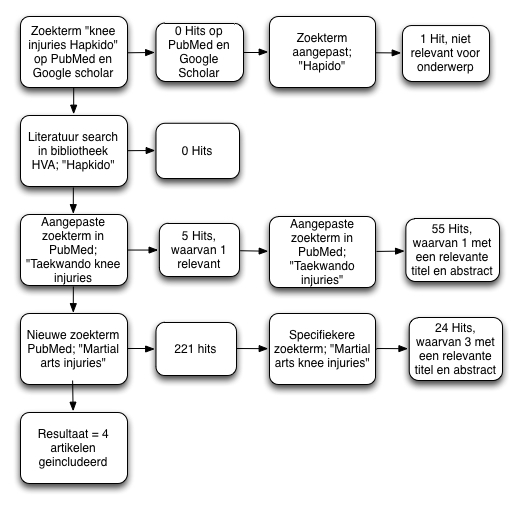 Zoekterm "knee
injuries Hapkido"
op PubMed en
Google scholar
0 Hits op
PubMed en
Google
Scholar
Zoekterm
aangepast;
"Hapido"
1 Hit, niet
relevant voor
onderwerp
Literatuur search
in bibliotheek
HVA; "Hapkido"
0 Hits
Aangepaste
zoekterm in
PubMed;
"Taekwando knee
injuries
5 Hits,
waarvan 1
relevant
Aangepaste
zoekterm in
PubMed;
"Taekwando
injuries"
55 Hits,
waarvan 1 met
een relevante
titel en abstract
Nieuwe zoekterm
PubMed; "Martial
arts injuries"
221 hits
Specifiekere
zoekterm; "Martial
arts knee injuries"
24 Hits,
waarvan 3 met
een relevante
titel en abstract
Resultaat = 4
artikelen
geincludeerd